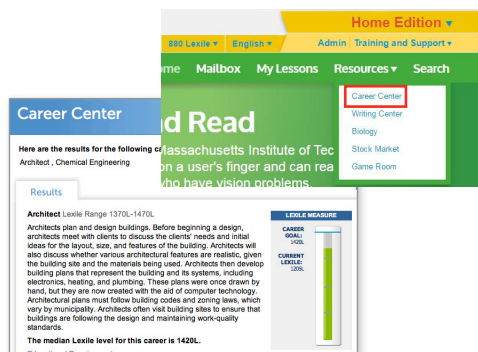 Home Edition
880 Lexile English Admin Training and Support
ome Mailbox My Lessons Resources Search
Career Center
Writing Center
Biology
Stock Market
Game Room
d Read
Massachusetts Institute of Tec
on a user's finger and can rea
who have vision problems.
Career Center
Here are the results for the following ca
Architect , Chemical Engineering
Results
Architect Lexile Range 1370L-1470L
Architects plan and design buildings. Before beginning a design,
architects meet with clients to discuss the clients' needs and initial
ideas for the layout, size, and features of the building. Architects will
also discuss whether various architectural features are realistic, given
the building site and the materials being used. Architects then develop
building plans that represent the building and its systems, including
electronics, heating, and plumbing. These plans were once drawn by
hand, but they are now created with the aid of computer technology.
Architectural plans must follow building codes and zoning laws, which
vary by municipality. Architects often visit building sites to ensure that
buildings are following the design and maintaining work-quality
standards.
The median Lexile level for this career is 1420L.
LEXILE MEASURE
CAREER
GOAL:
1420L
CURRENT
LEXILE:
1205L